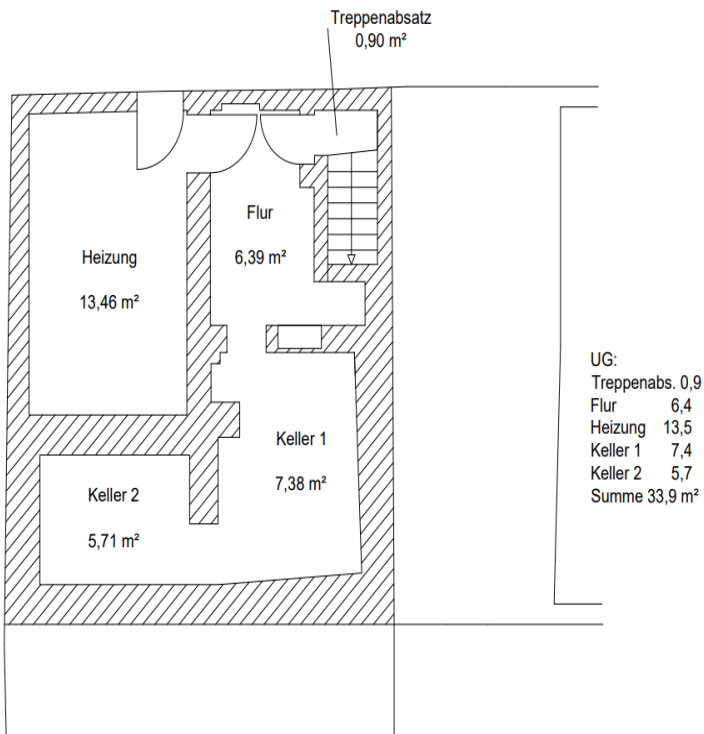 Treppenabsatz
0,90 m²
Flur
6,39 m²
Heizung
13,46 m²
Keller 1
7,38 m²
Keller 2
5,71 m²
UG:
Treppenabs. 0,9
Flur 6,4
Heizung 13,5
Keller 1 7,4
Keller 2 5,7
Summe 33,9 m²